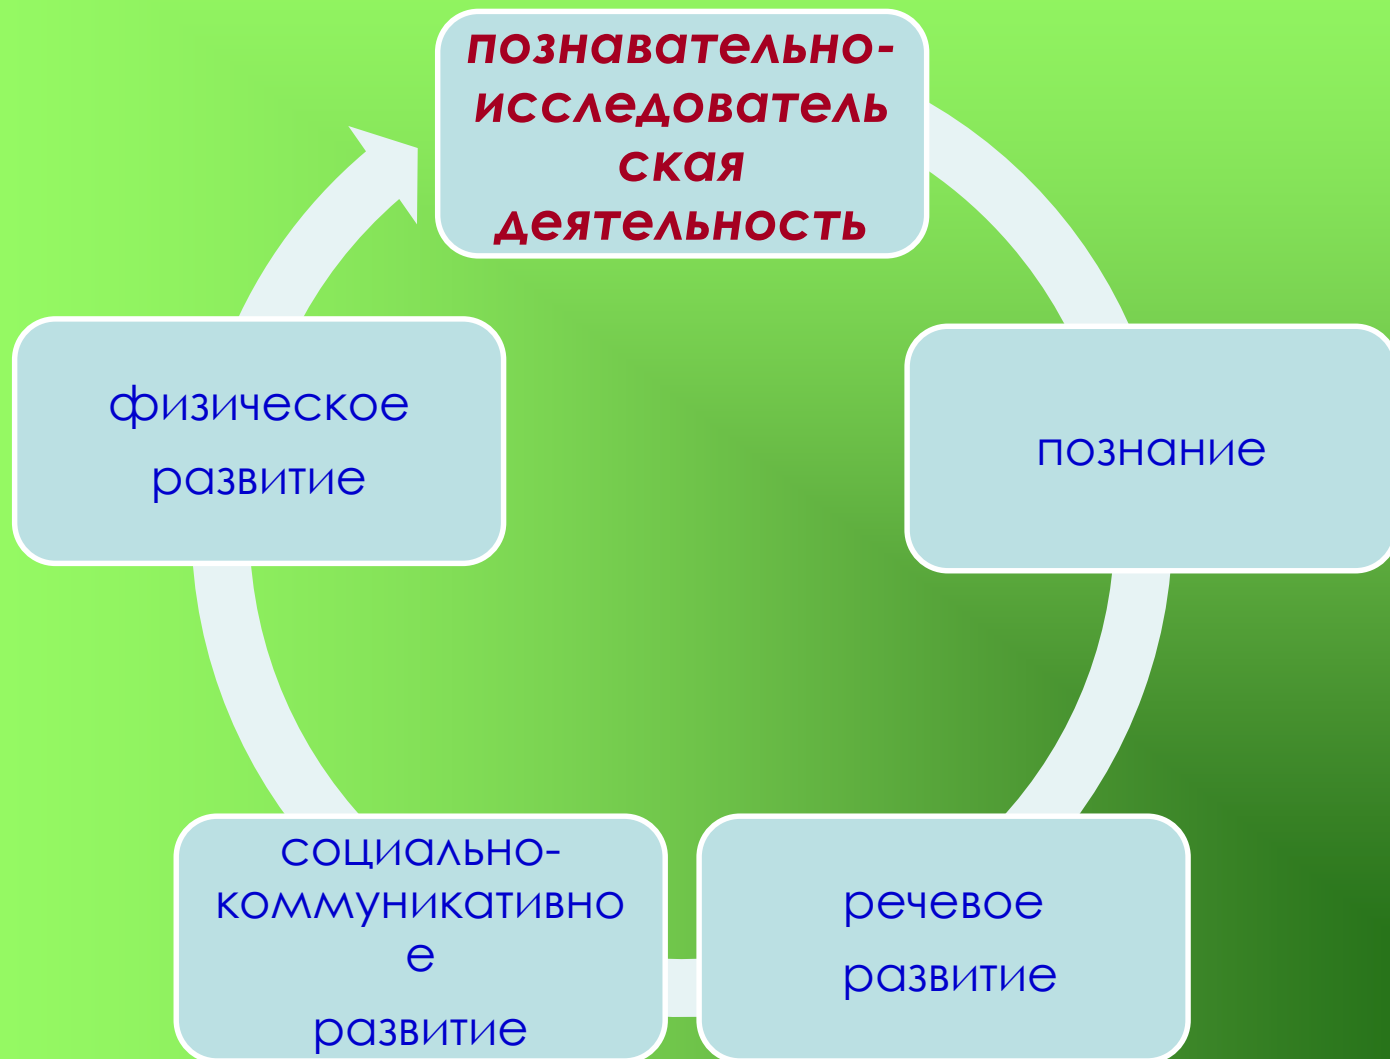 познавательно-
исследователь
ская
деятельность
физическое
развитие
познание
социально-
коммуникативно
е
развитие
речевое
развитие